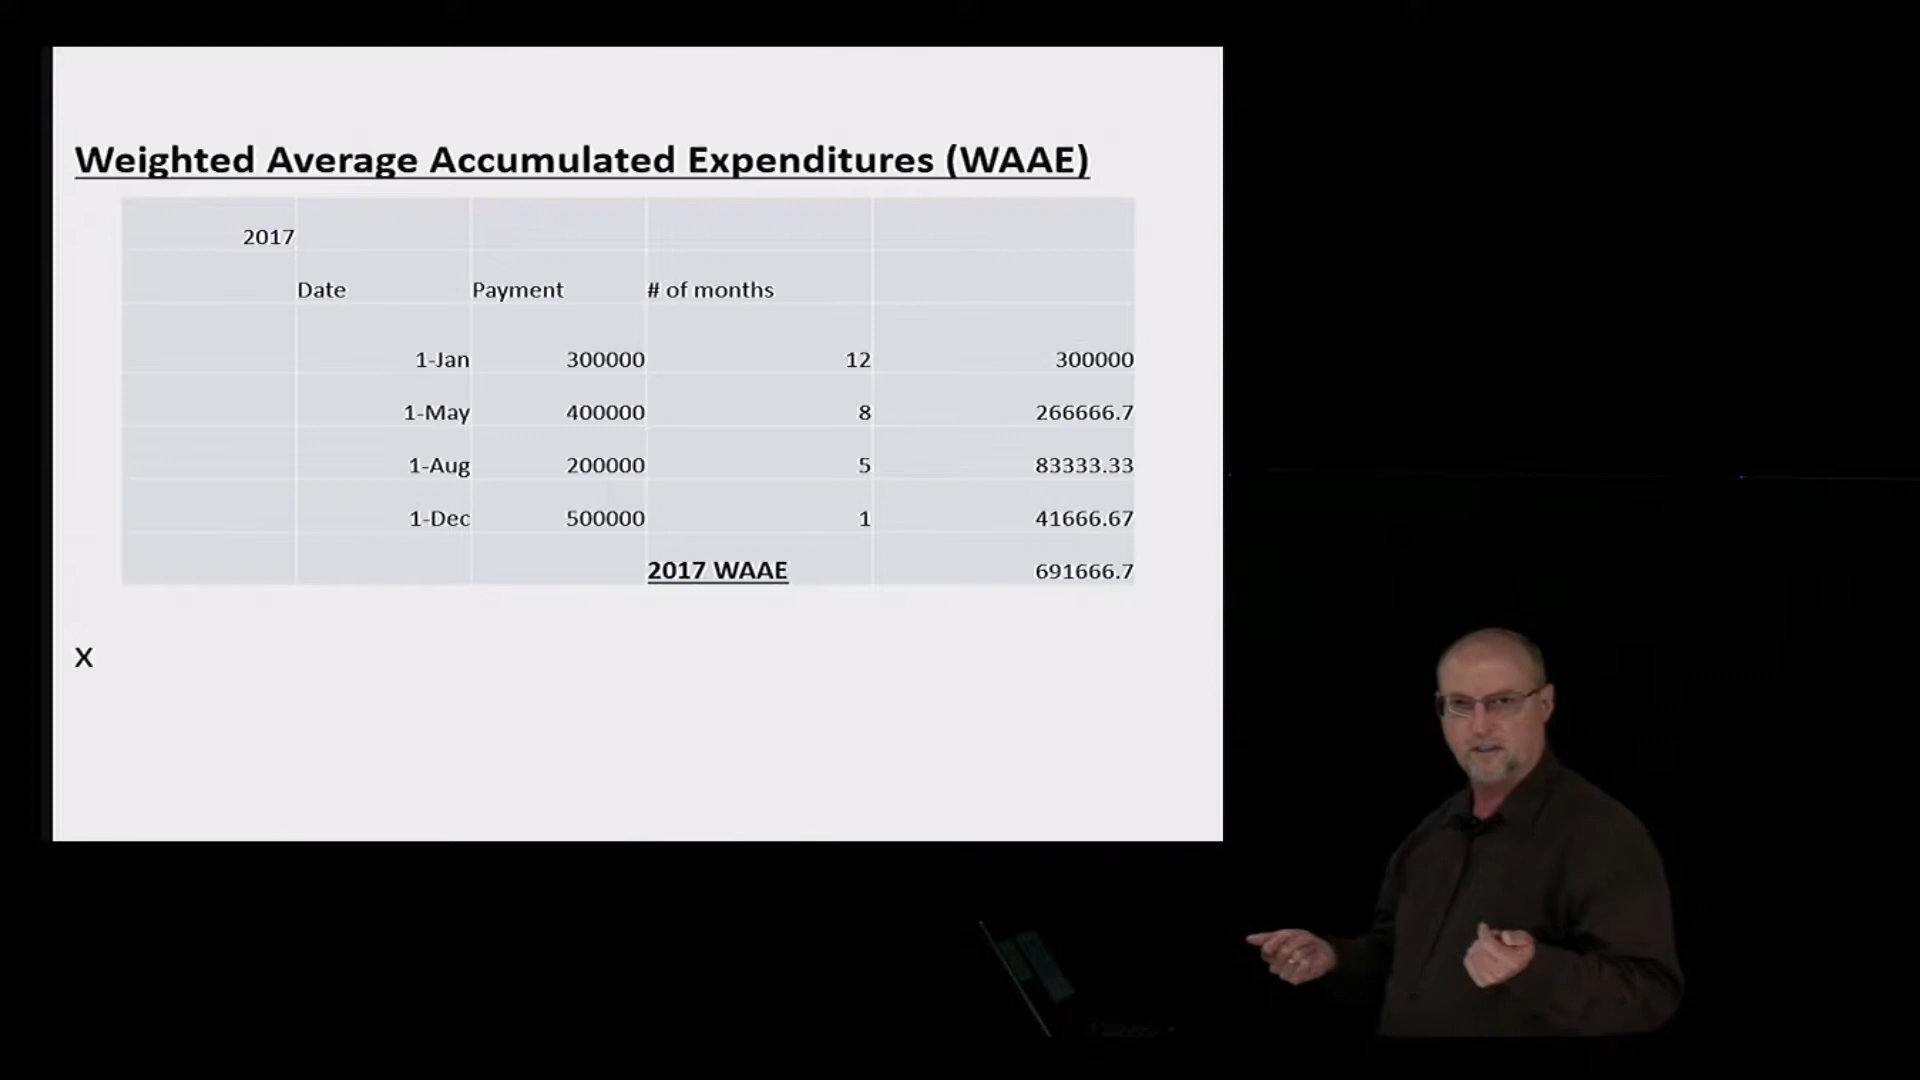 Weighted Average Accumulated Expenditures (WAAE)
2017
Date Payment # of months
1-Jan 300000 12 300000
1-May 400000 8 266666.7
1-Aug 200000 5 83333.33
1-Dec 500000 1 41666.67
2017 WAAE 691666.7
x